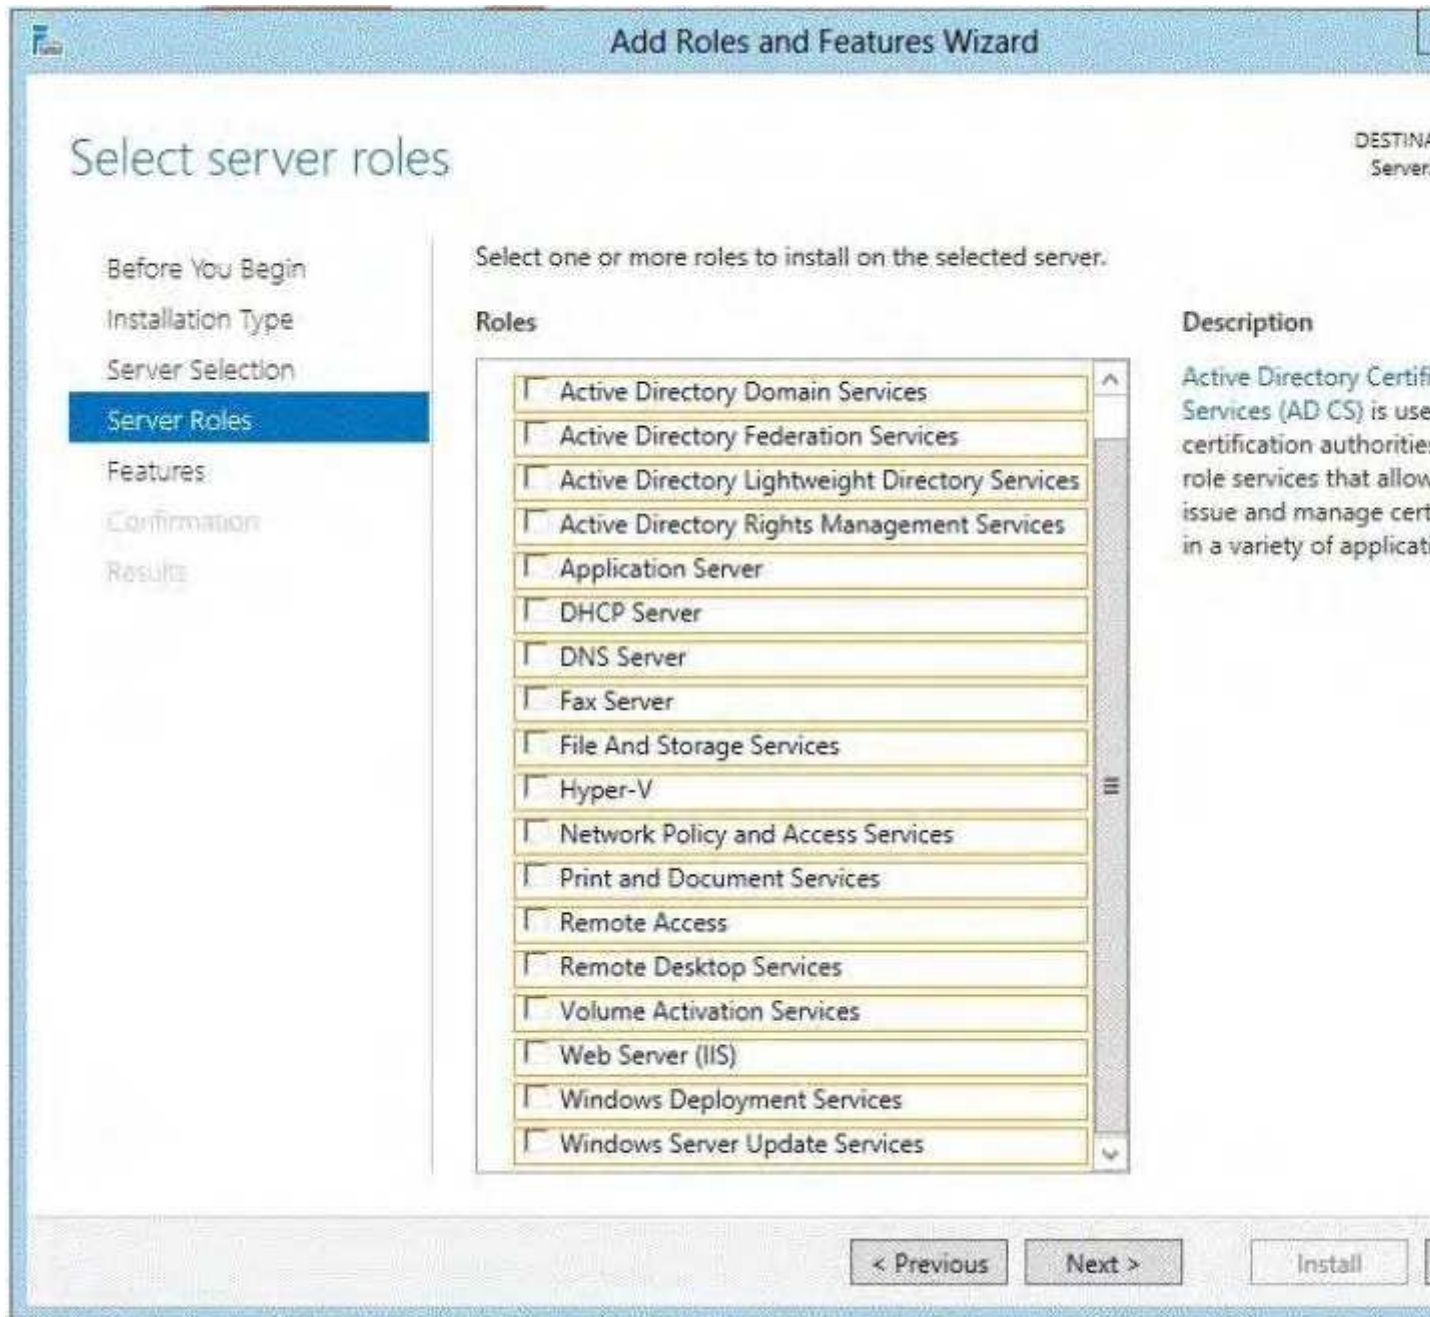 Add Roles and Features Wizard
Select server roles
Server
Before You Begin
Installation Type
Server Selection
Server Roles
Features
Confirmation
Results
Select one or more roles to install on the selected server.
Roles
Active Directory Domain Services
Active Directory Federation Services
Active Directory Lightweight Directory Services
Active Directory Rights Management Services
Application Server
DHCP Server
DNS Server
Fax Server
File And Storage Services
Hyper-V
Network Policy and Access Services
Print and Document Services
Remote Access
Remote Desktop Services
Volume Activation Services
Web Server (IIS)
Windows Deployment Services
Windows Server Update Services
Description
Active Directory Certifi
Services (AD CS) is use
certification authorities
role services that allow
issue and manage cert
in a variety of applicati
< Previous
Next >
Install